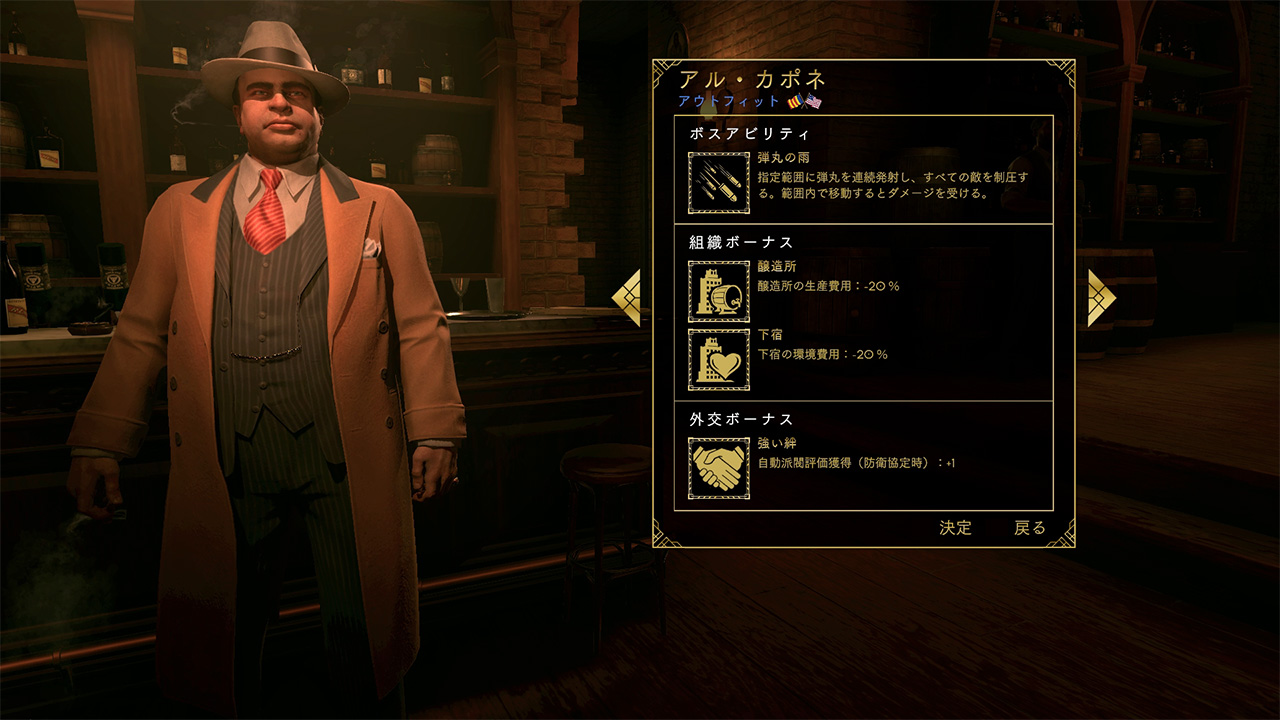 アル・カポネ
アウトフィット
ボスアビリティ
弾丸の雨
指定範囲に弾丸を連続発射し、すべての敵を制圧す
る。範囲内で移動するとダメージを受ける。
組織ボーナス
醸造所
醸造所の生産費用：-20％
下宿
下宿の環境費用：-20％
外交ボーナス
強い絆
自動派閥評価獲得（防衛協定時）：+1
決定
戻る